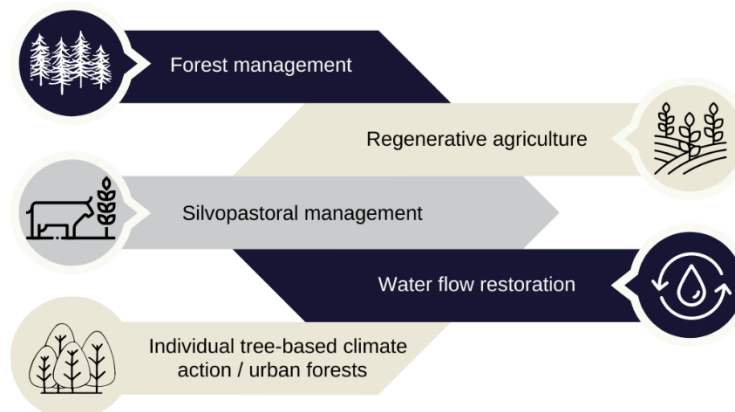 Forest management
Regenerative agriculture
Silvopastoral management
Water flow restoration
Individual tree-based climate
action / urban forests